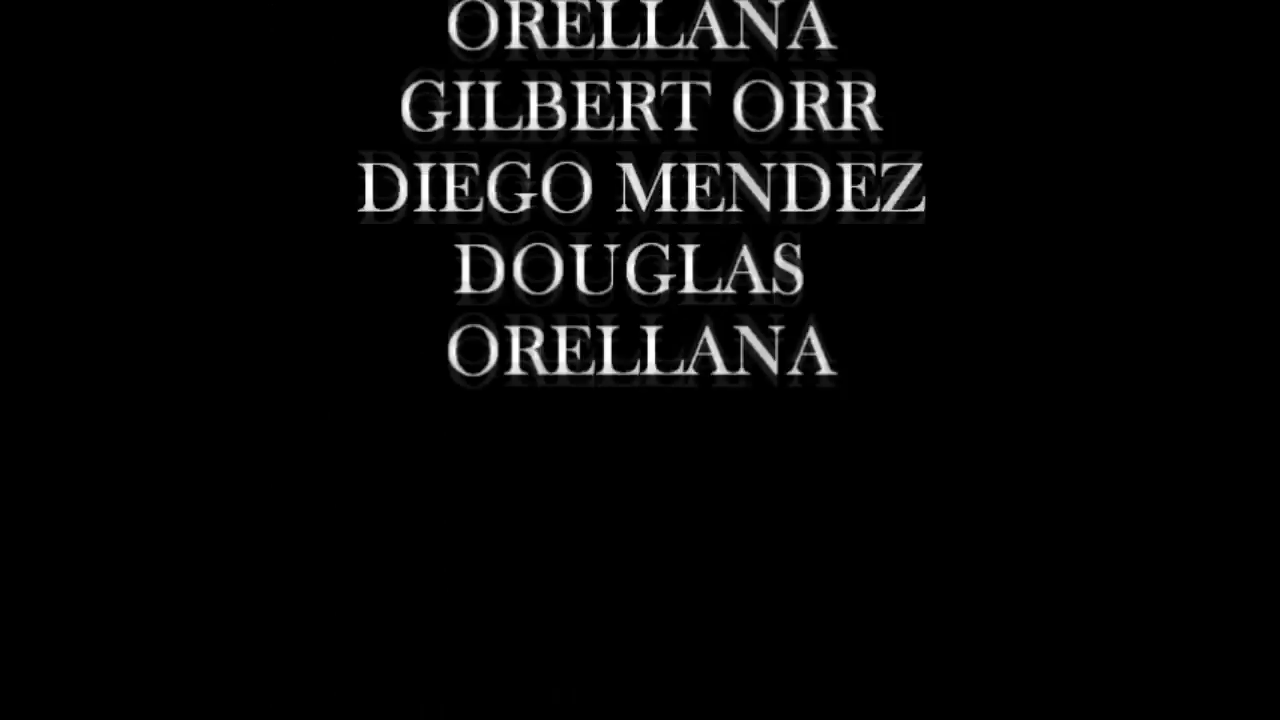 ORELLANA
GILBERT ORR
DIEGO MENDEZ
DOUGLAS
ORELLANA